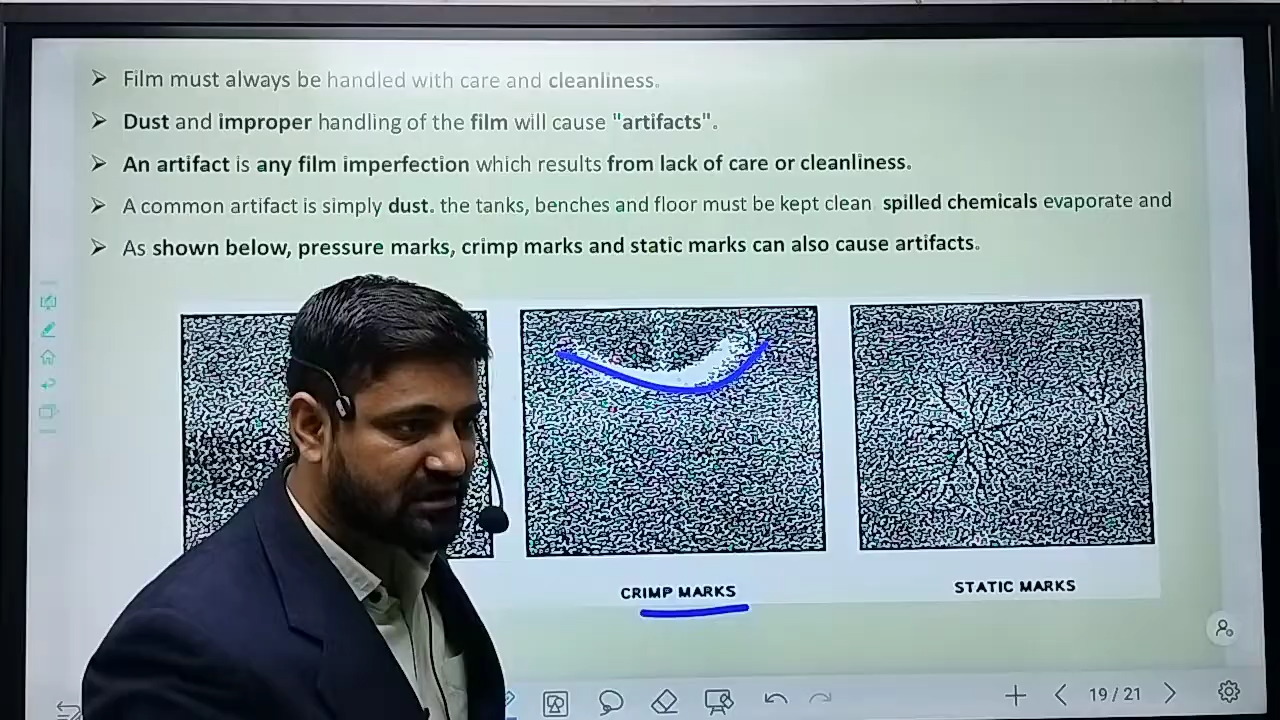 ➢ Film must always be handled with care and cleanliness.
➢ Dust and improper handling of the film will cause "artifacts".
➢ An artifact is any film imperfection which results from lack of care or cleanliness.
➢ A common artifact is simply dust. the tanks, benches and floor must be kept clean spilled chemicals evaporate and
➢ As shown below, pressure marks, crimp marks and static marks can also cause artifacts.
CRIMP MARKS
STATIC MARKS
19 / 21